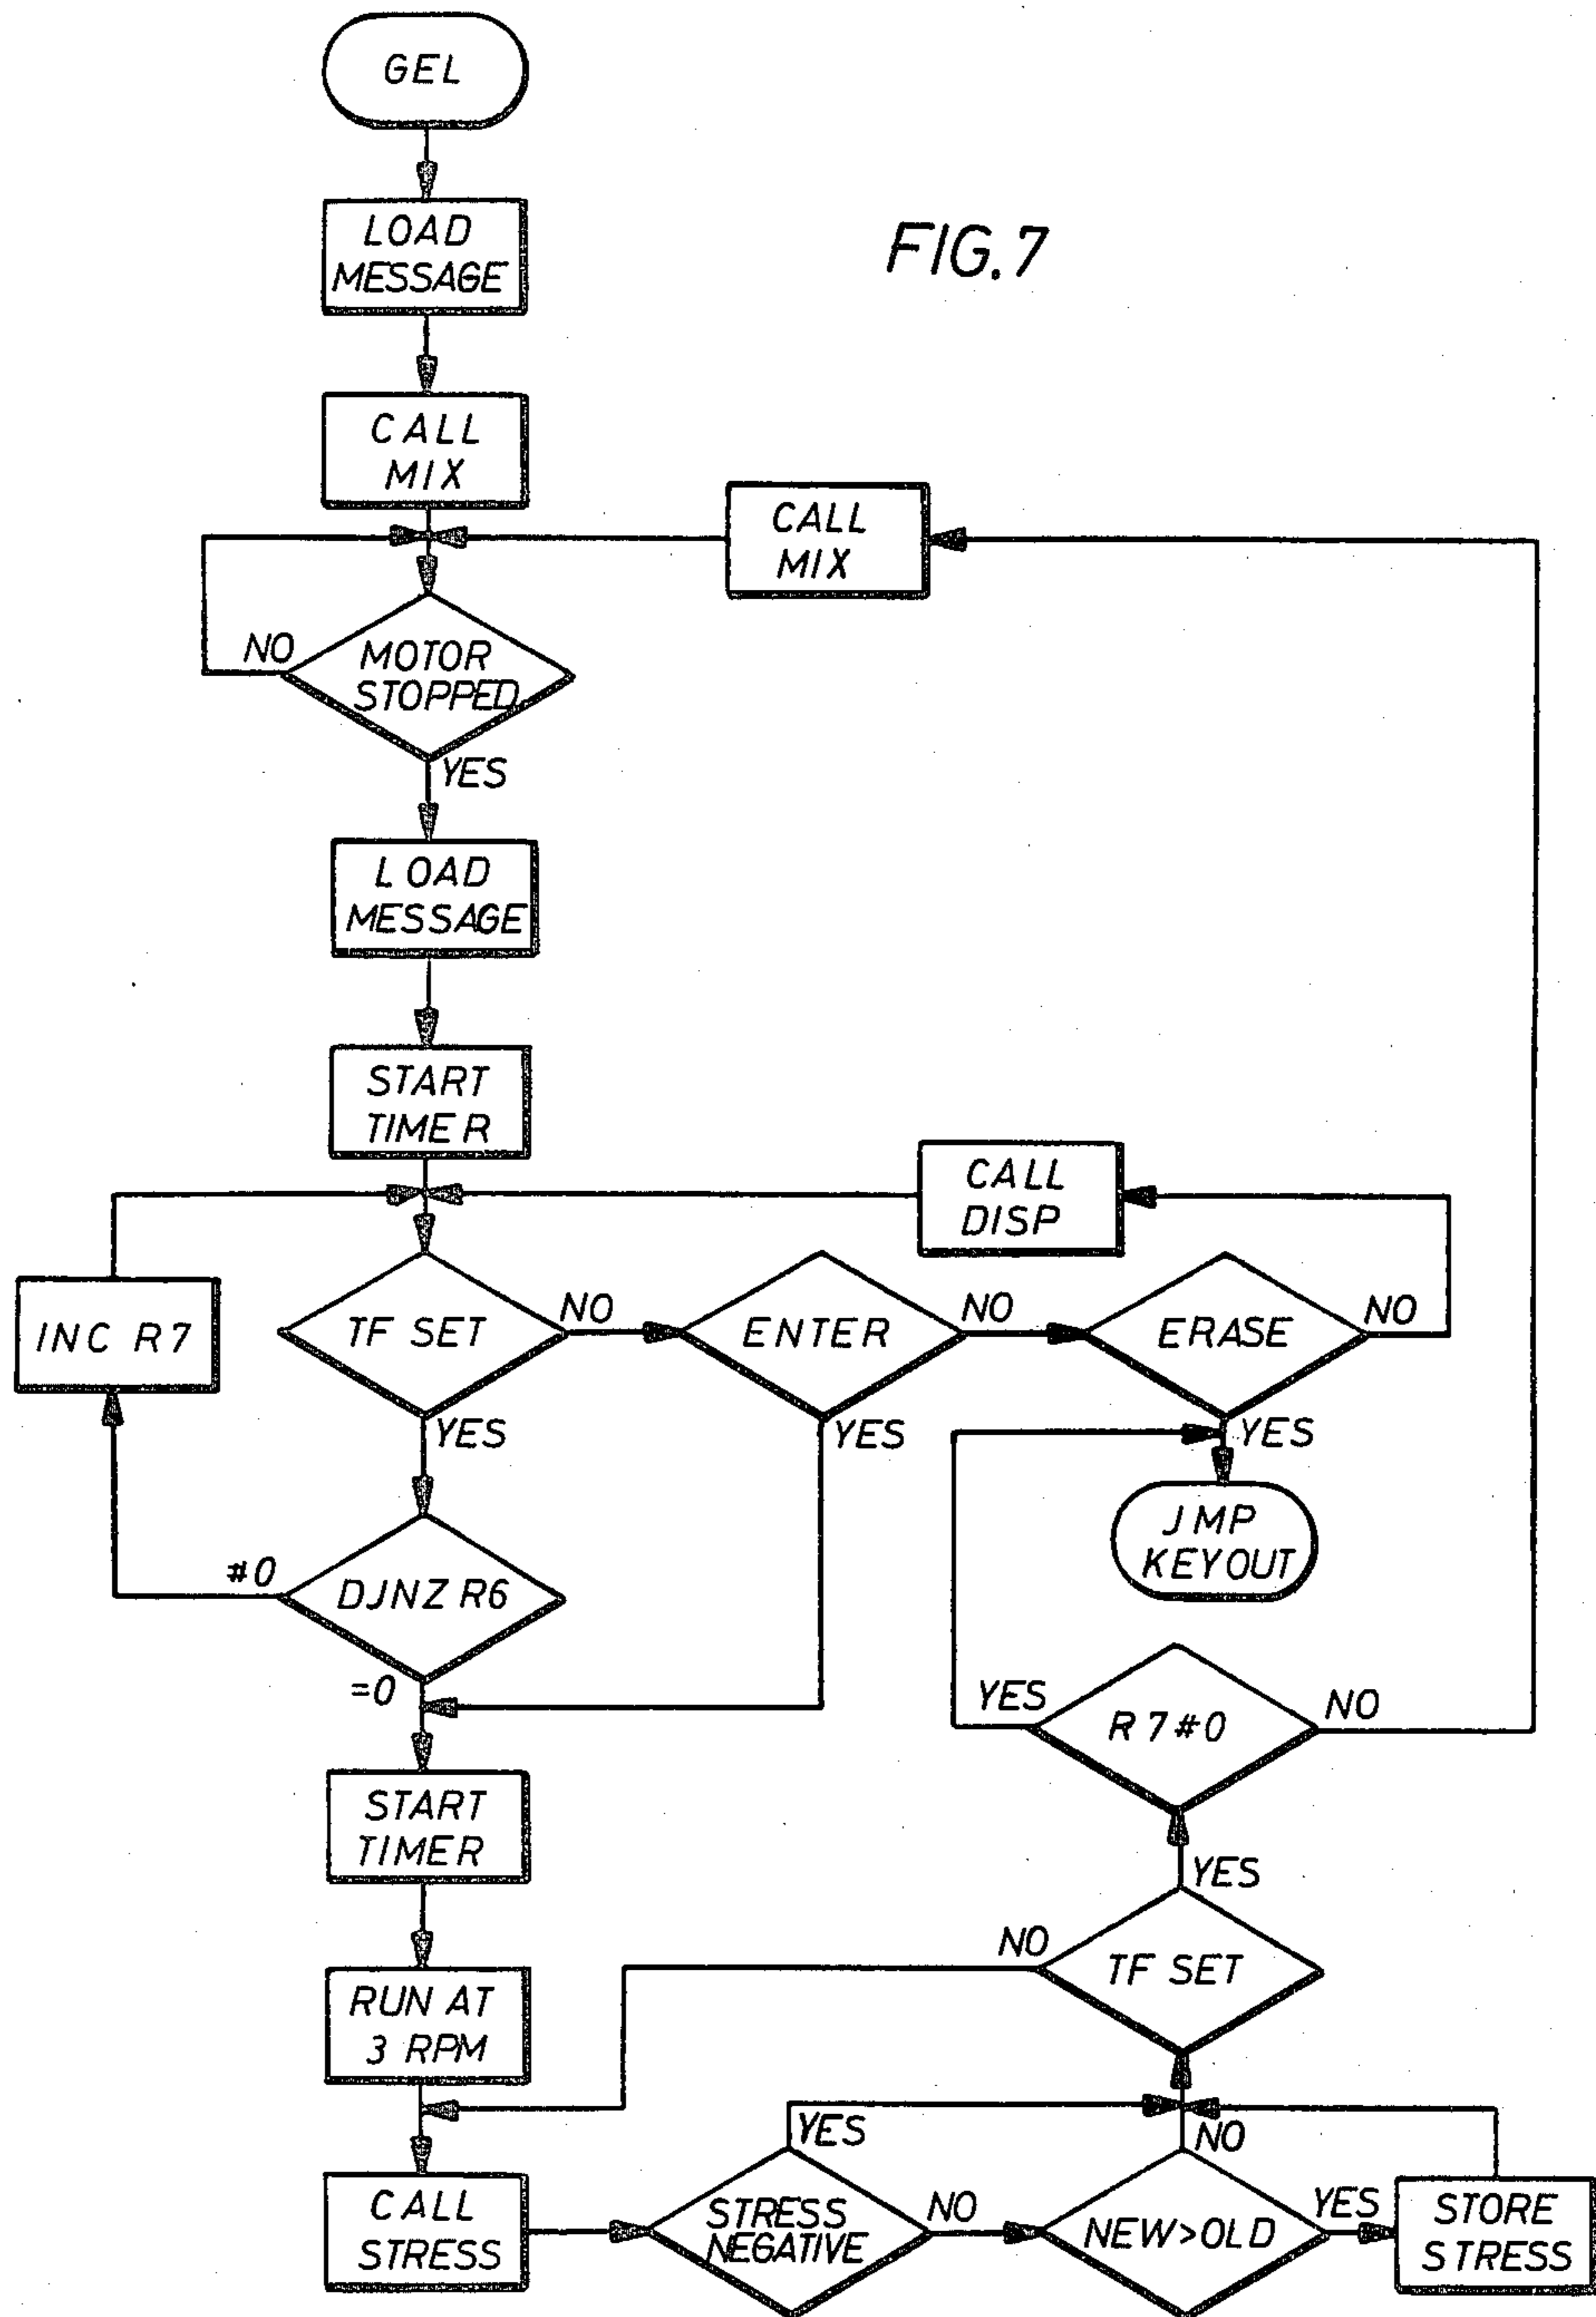 GEL
LOAD
MESSAGE
FIG. 7
CALL
MIX
CALL
MIX
NO
MOTOR
STOPPED
YES
LOAD
MESSAGE
START
TIMER
CALL
DISP
INC R7
TF SET
NO
ENTER
NO
ERASE
NO
YES
YES
YES
JMP
KEYOUT
#0
DJNZ R6
=0
YES
R7#0
NO
START
TIMER
YES
NO
TF SET
RUN AT
3 RPM
YES
NO
CALL
STRESS
STRESS
NEGATIVE
NO
NEW>OLD
YES
STORE
STRESS